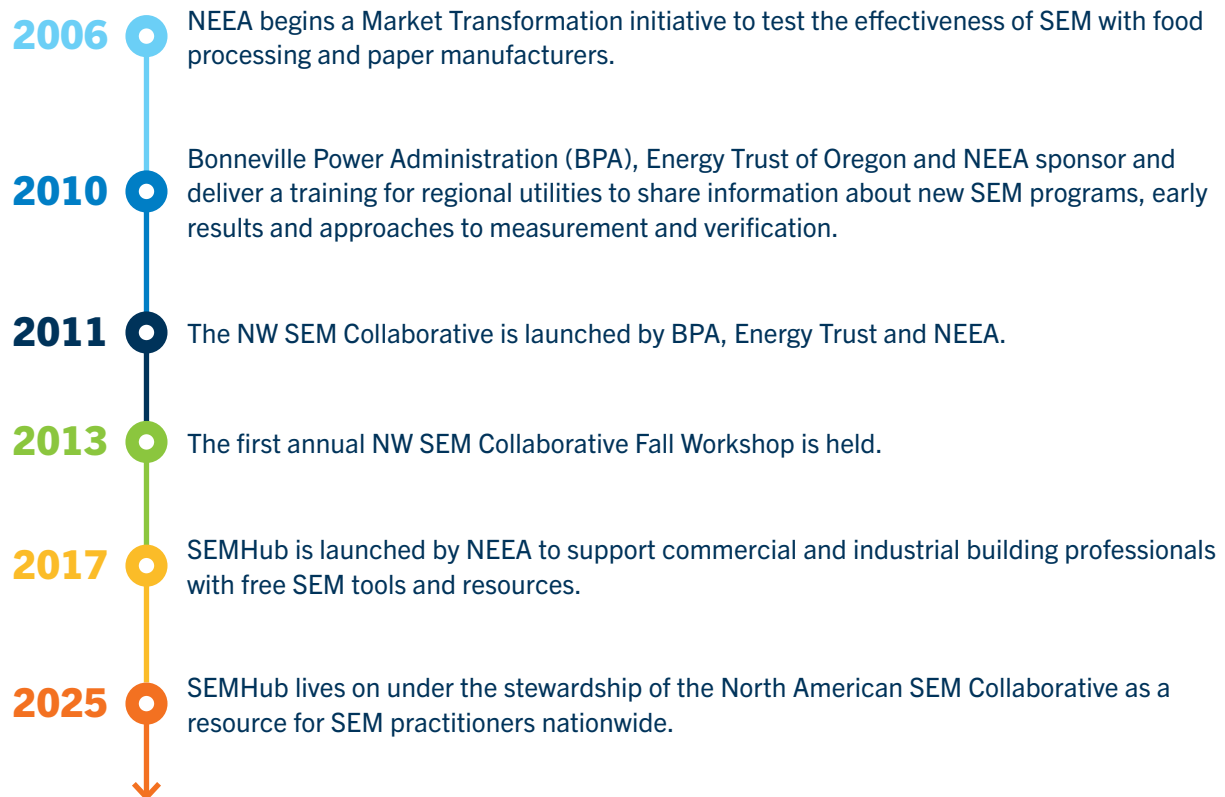 2006
NEEA begins a Market Transformation initiative to test the effectiveness of SEM with food
processing and paper manufacturers.
2010
Bonneville Power Administration (BPA), Energy Trust of Oregon and NEEA sponsor and
deliver a training for regional utilities to share information about new SEM programs, early
results and approaches to measurement and verification.
2011
The NW SEM Collaborative is launched by BPA, Energy Trust and NEEA.
2013
The first annual NW SEM Collaborative Fall Workshop is held.
2017
SEMHub is launched by NEEA to support commercial and industrial building professionals
with free SEM tools and resources.
2025
SEMHub lives on under the stewardship of the North American SEM Collaborative as a
resource for SEM practitioners nationwide.